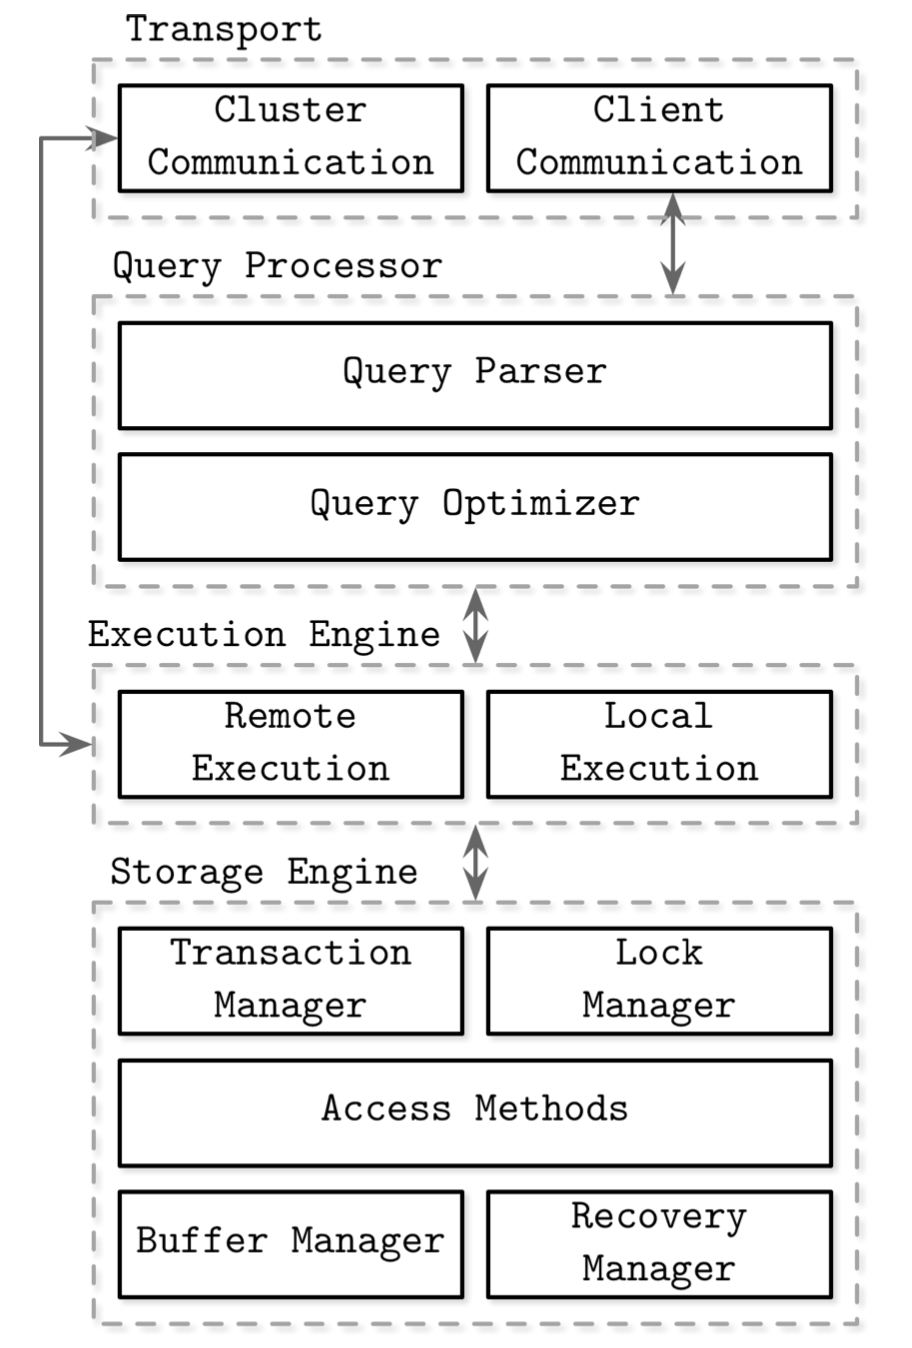 Transport
Cluster
Communication
Client
Communication
Query Processor
Query Parser
Query Optimizer
Execution Engine
Remote
Execution
Local
Execution
Storage Engine
Transaction
Manager
Lock
Manager
Access Methods
Buffer Manager
Recovery
Manager